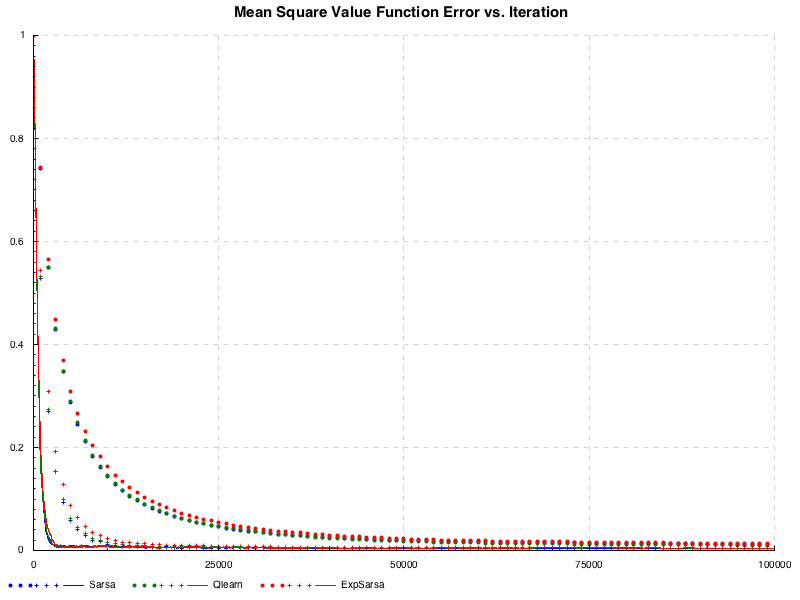 Mean Square Value Function Error vs. Iteration
1
0.8
0.6
0.4
0.2
0
0 25000 50000 75000 100000
Sarsa Qlearn ExpSarsa